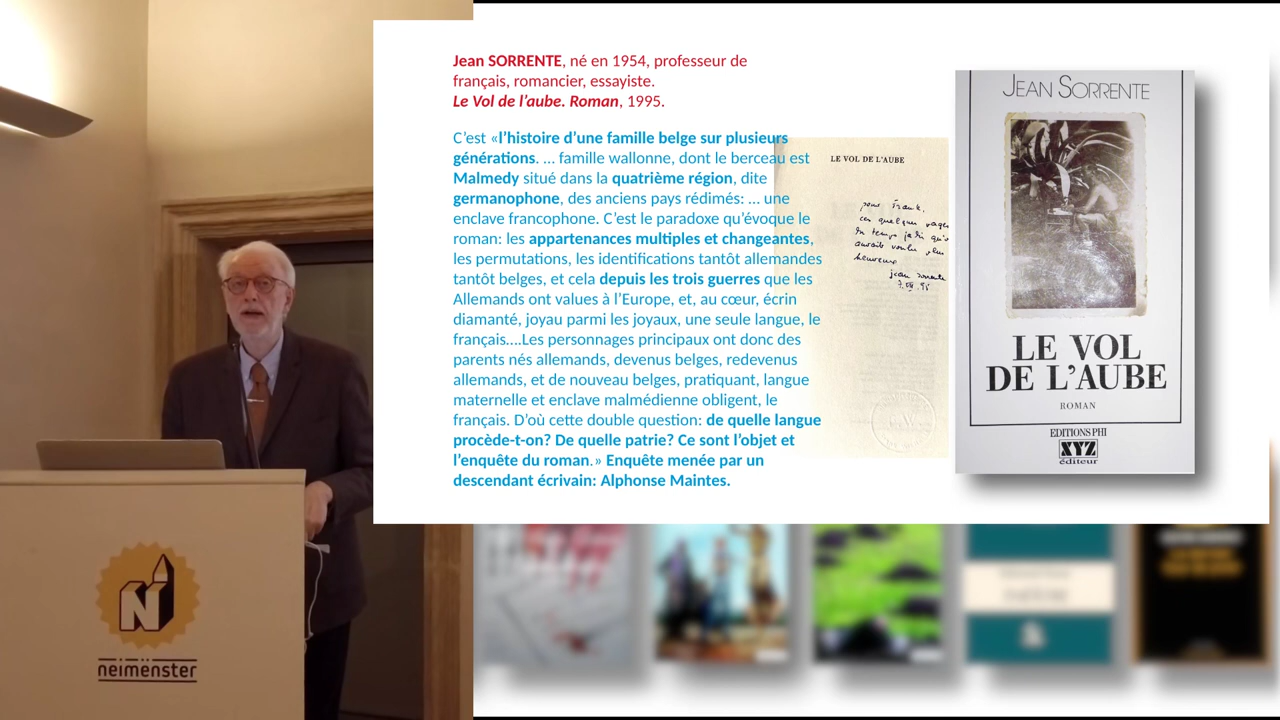 Jean SORRENTE, né en 1954, professeur de
français, romancier, essayiste.
Le Vol de l’aube. Roman, 1995.
C’est «l’histoire d’une famille belge sur plusieurs
générations. ... famille wallonne, dont le berceau est
Malmedy situé dans la quatrième région, dite
germanophone, des anciens pays rédimés: ... une
enclave francophone. C’est le paradoxe qu’évoque le
roman: les appartenances multiples et changeantes,
les permutations, les identifications tantôt allemandes
tantôt belges, et cela depuis les trois guerres que les
Allemands ont values à l’Europe, et, au cœur, écrin
diamanté, joyau parmi les joyaux, une seule langue, le
français....Les personnages principaux ont donc des
parents nés allemands, devenus belges, redevenus
allemands, et de nouveau belges, pratiquant, langue
maternelle et enclave malmédienne obligent, le
français. D’où cette double question: de quelle langue
procède-t-on? De quelle patrie? Ce sont l’objet et
l’enquête du roman.» Enquête menée par un
descendant écrivain: Alphonse Maintes.
LE VOL DE L'AUBE
pour Frank,
ces quelques pages
heureux
jean sorrente
JEAN SORRENTE
LE VOL
DE L'AUBE
ROMAN
EDITIONS PHI
XYZ
éditeur
N
neimënster